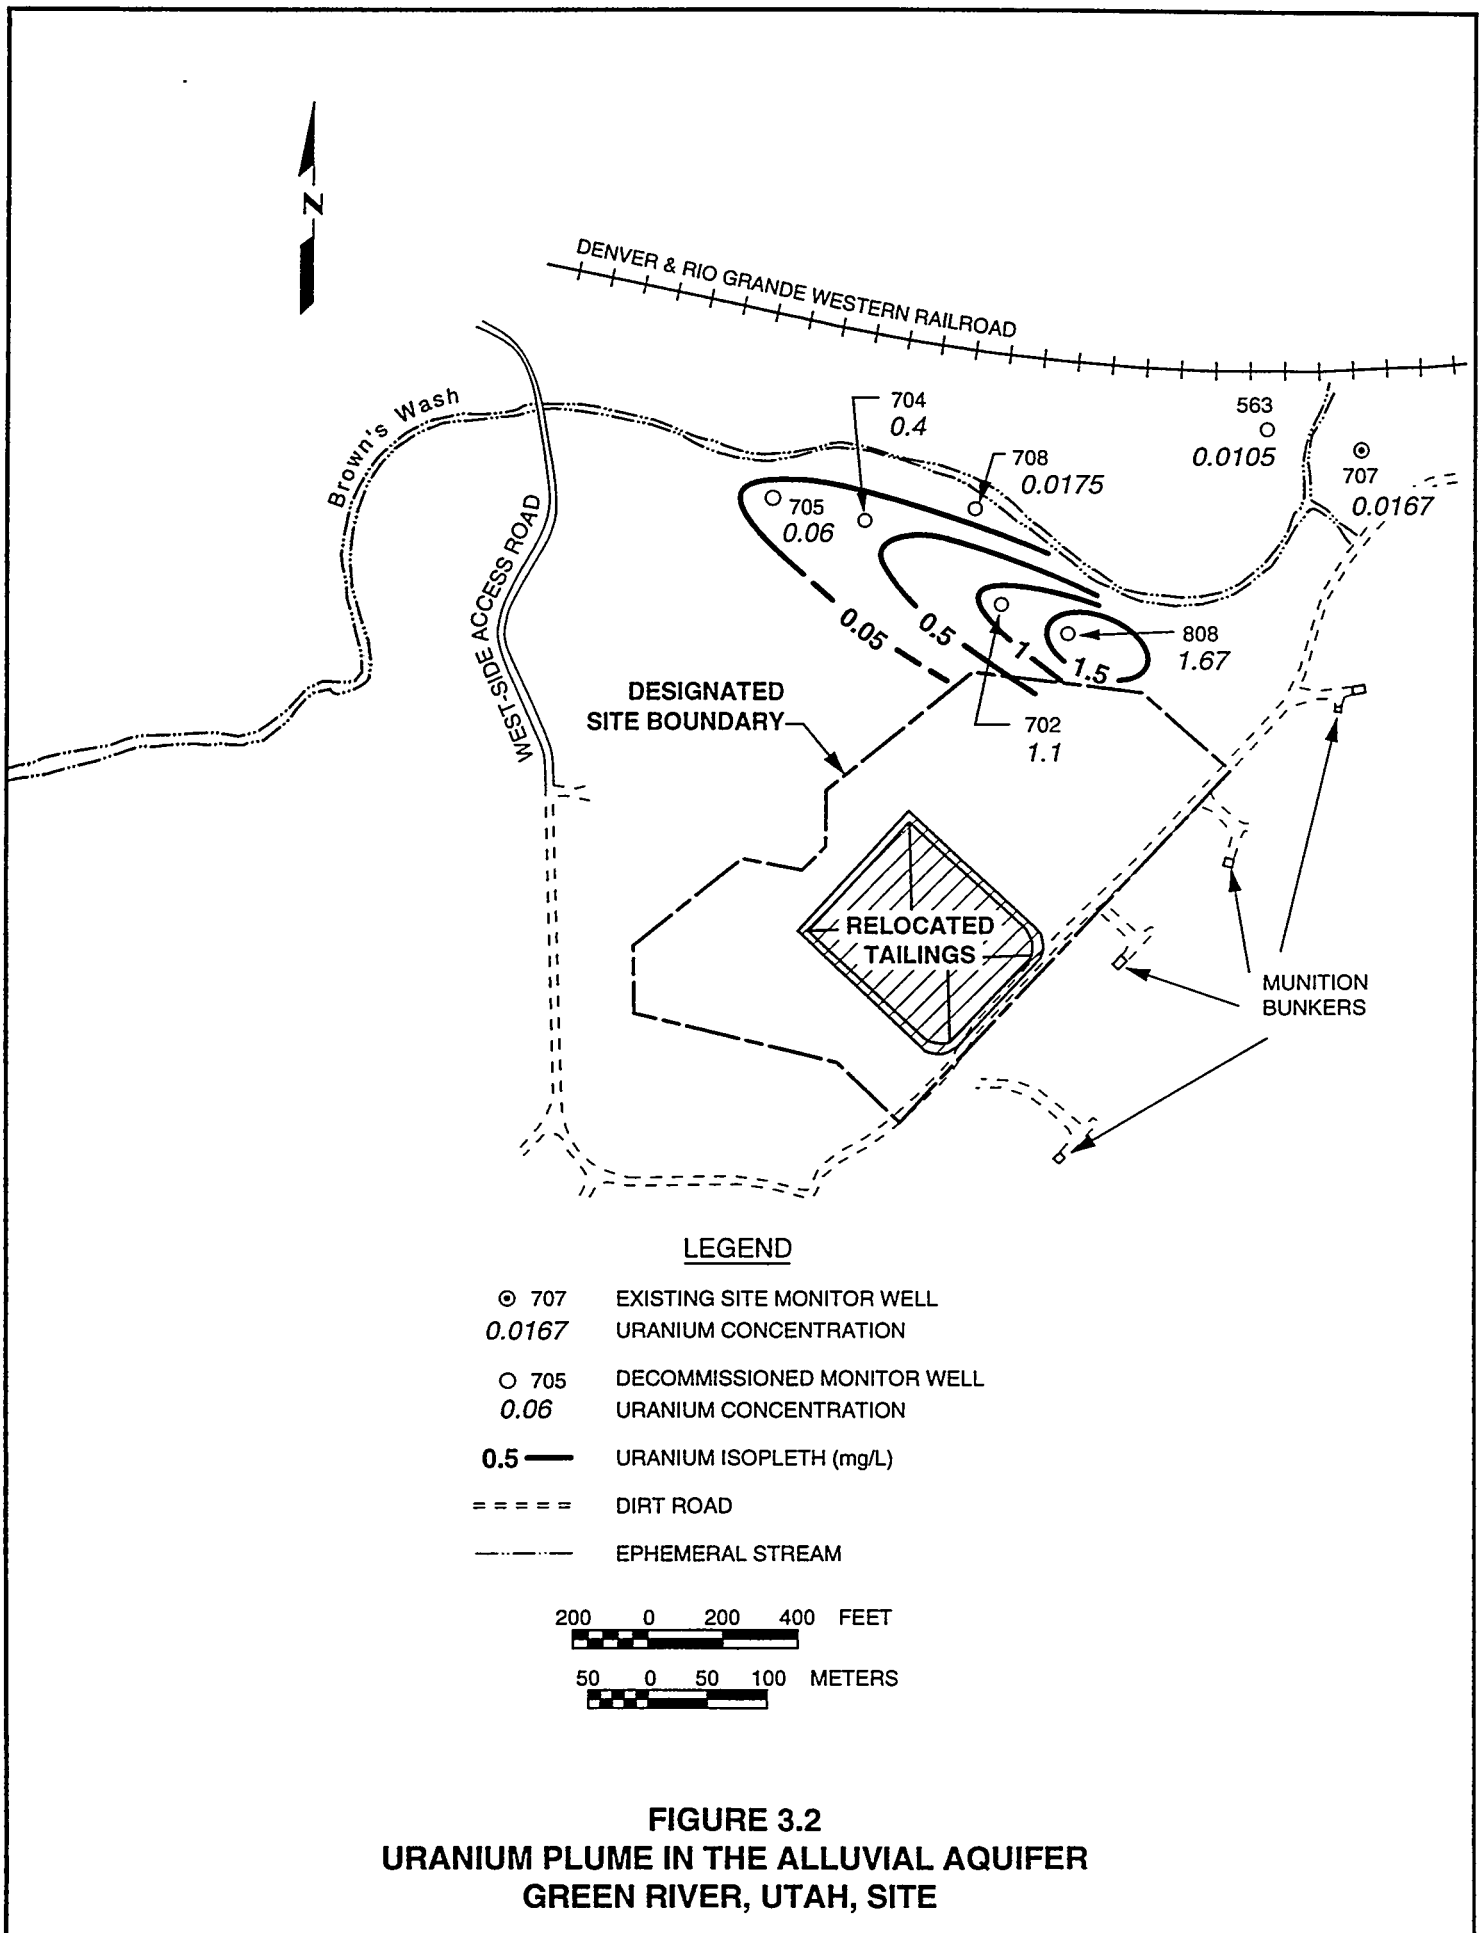 N
DENVER & RIO GRANDE WESTERN RAILROAD
Brown's Wash
704
0.4
563
0.0105
708
0.0175
707
0.0167
705
0.06
WEST-SIDE ACCESS ROAD
0.05
0.5
1
1.5
808
1.67
DESIGNATED
SITE BOUNDARY
702
1.1
RELOCATED
TAILINGS
MUNITION
BUNKERS
LEGEND
707 EXISTING SITE MONITOR WELL
0.0167 URANIUM CONCENTRATION
705 DECOMMISSIONED MONITOR WELL
0.06 URANIUM CONCENTRATION
0.5 URANIUM ISOPLETH (mg/L)
DIRT ROAD
EPHEMERAL STREAM
200 0 200 400 FEET
50 0 50 100 METERS
FIGURE 3.2
URANIUM PLUME IN THE ALLUVIAL AQUIFER
GREEN RIVER, UTAH, SITE